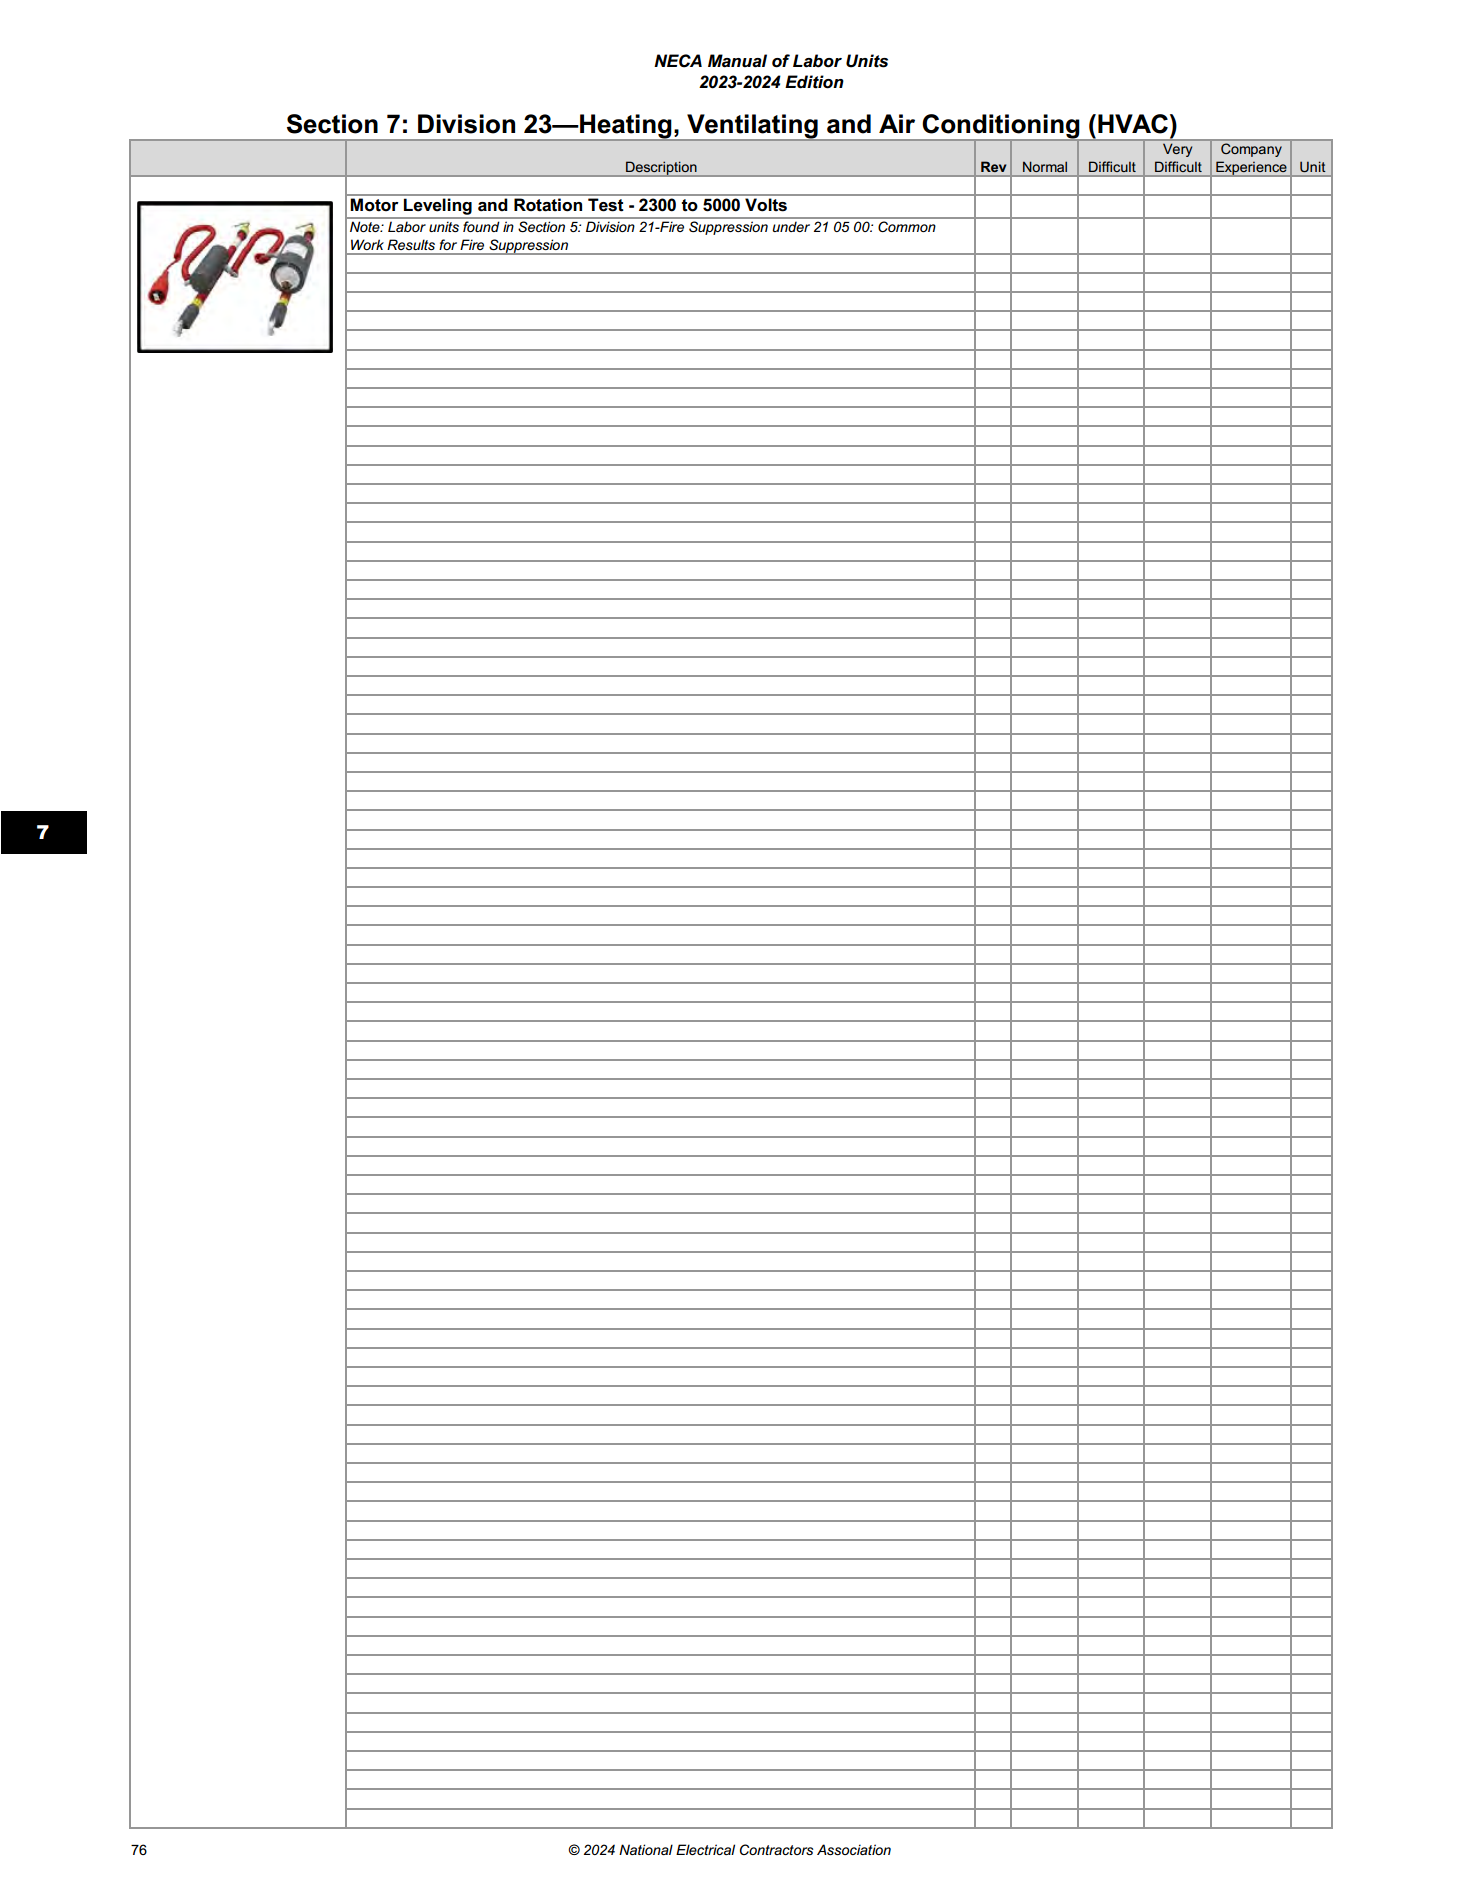 NECA Manual of Labor Units
2023-2024 Edition
Section 7: Division 23—Heating, Ventilating and Air Conditioning (HVAC)
Description
Rev
Normal
Difficult
Very
Difficult
Company
Experience
Unit
Motor Leveling and Rotation Test - 2300 to 5000 Volts
Note: Labor units found in Section 5: Division 21-Fire Suppression under 21 05 00: Common
Work Results for Fire Suppression
7
76
© 2024 National Electrical Contractors Association